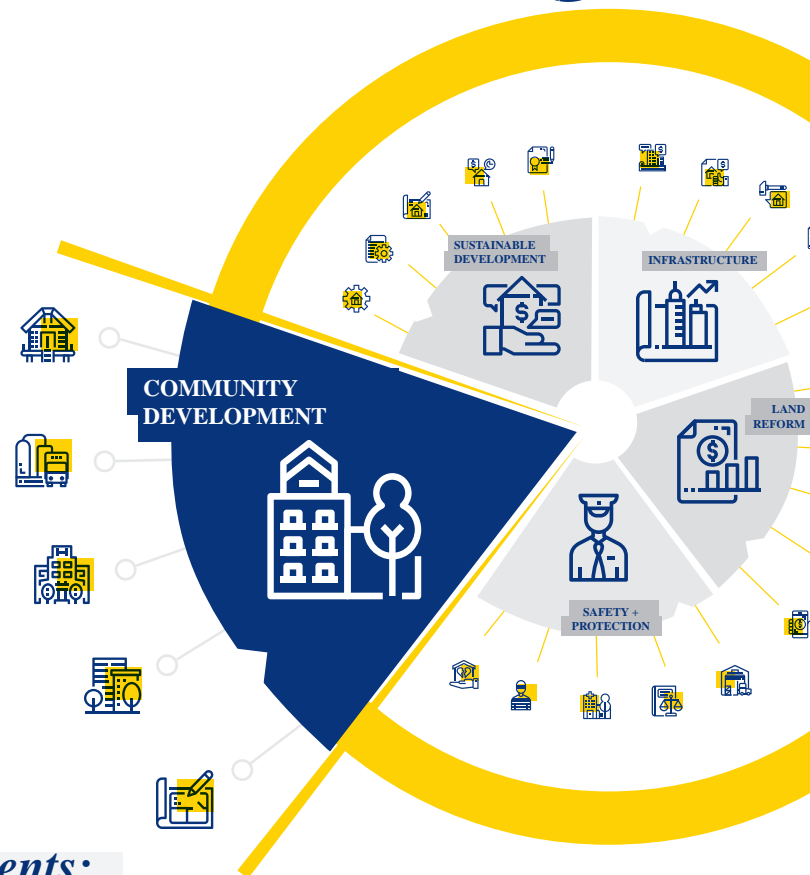 SUSTAINABLE
DEVELOPMENT
INFRASTRUCTURE
COMMUNITY
DEVELOPMENT
LAND
REFORM
SAFETY +
PROTECTION